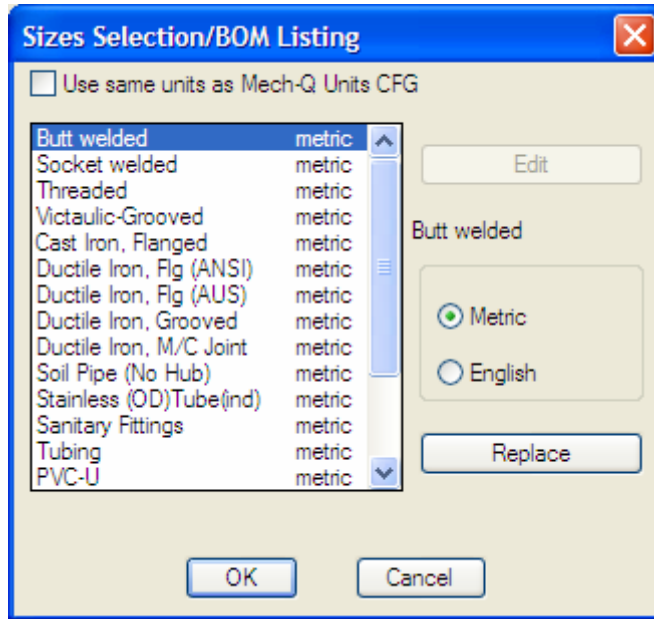 Sizes Selection/BOM Listing
Use same units as Mech-Q Units CFG
Butt welded metric
Socket welded metric
Threaded metric
Victaulic-Grooved metric
Cast Iron, Flanged metric
Ductile Iron, Flg (ANSI) metric
Ductile Iron, Flg (AUS) metric
Ductile Iron, Grooved metric
Ductile Iron, M/C Joint metric
Soil Pipe (No Hub) metric
Stainless (OD)Tube(ind) metric
Sanitary Fittings metric
Tubing metric
PVC-U metric
Edit
Butt welded
Metric
English
Replace
OK Cancel